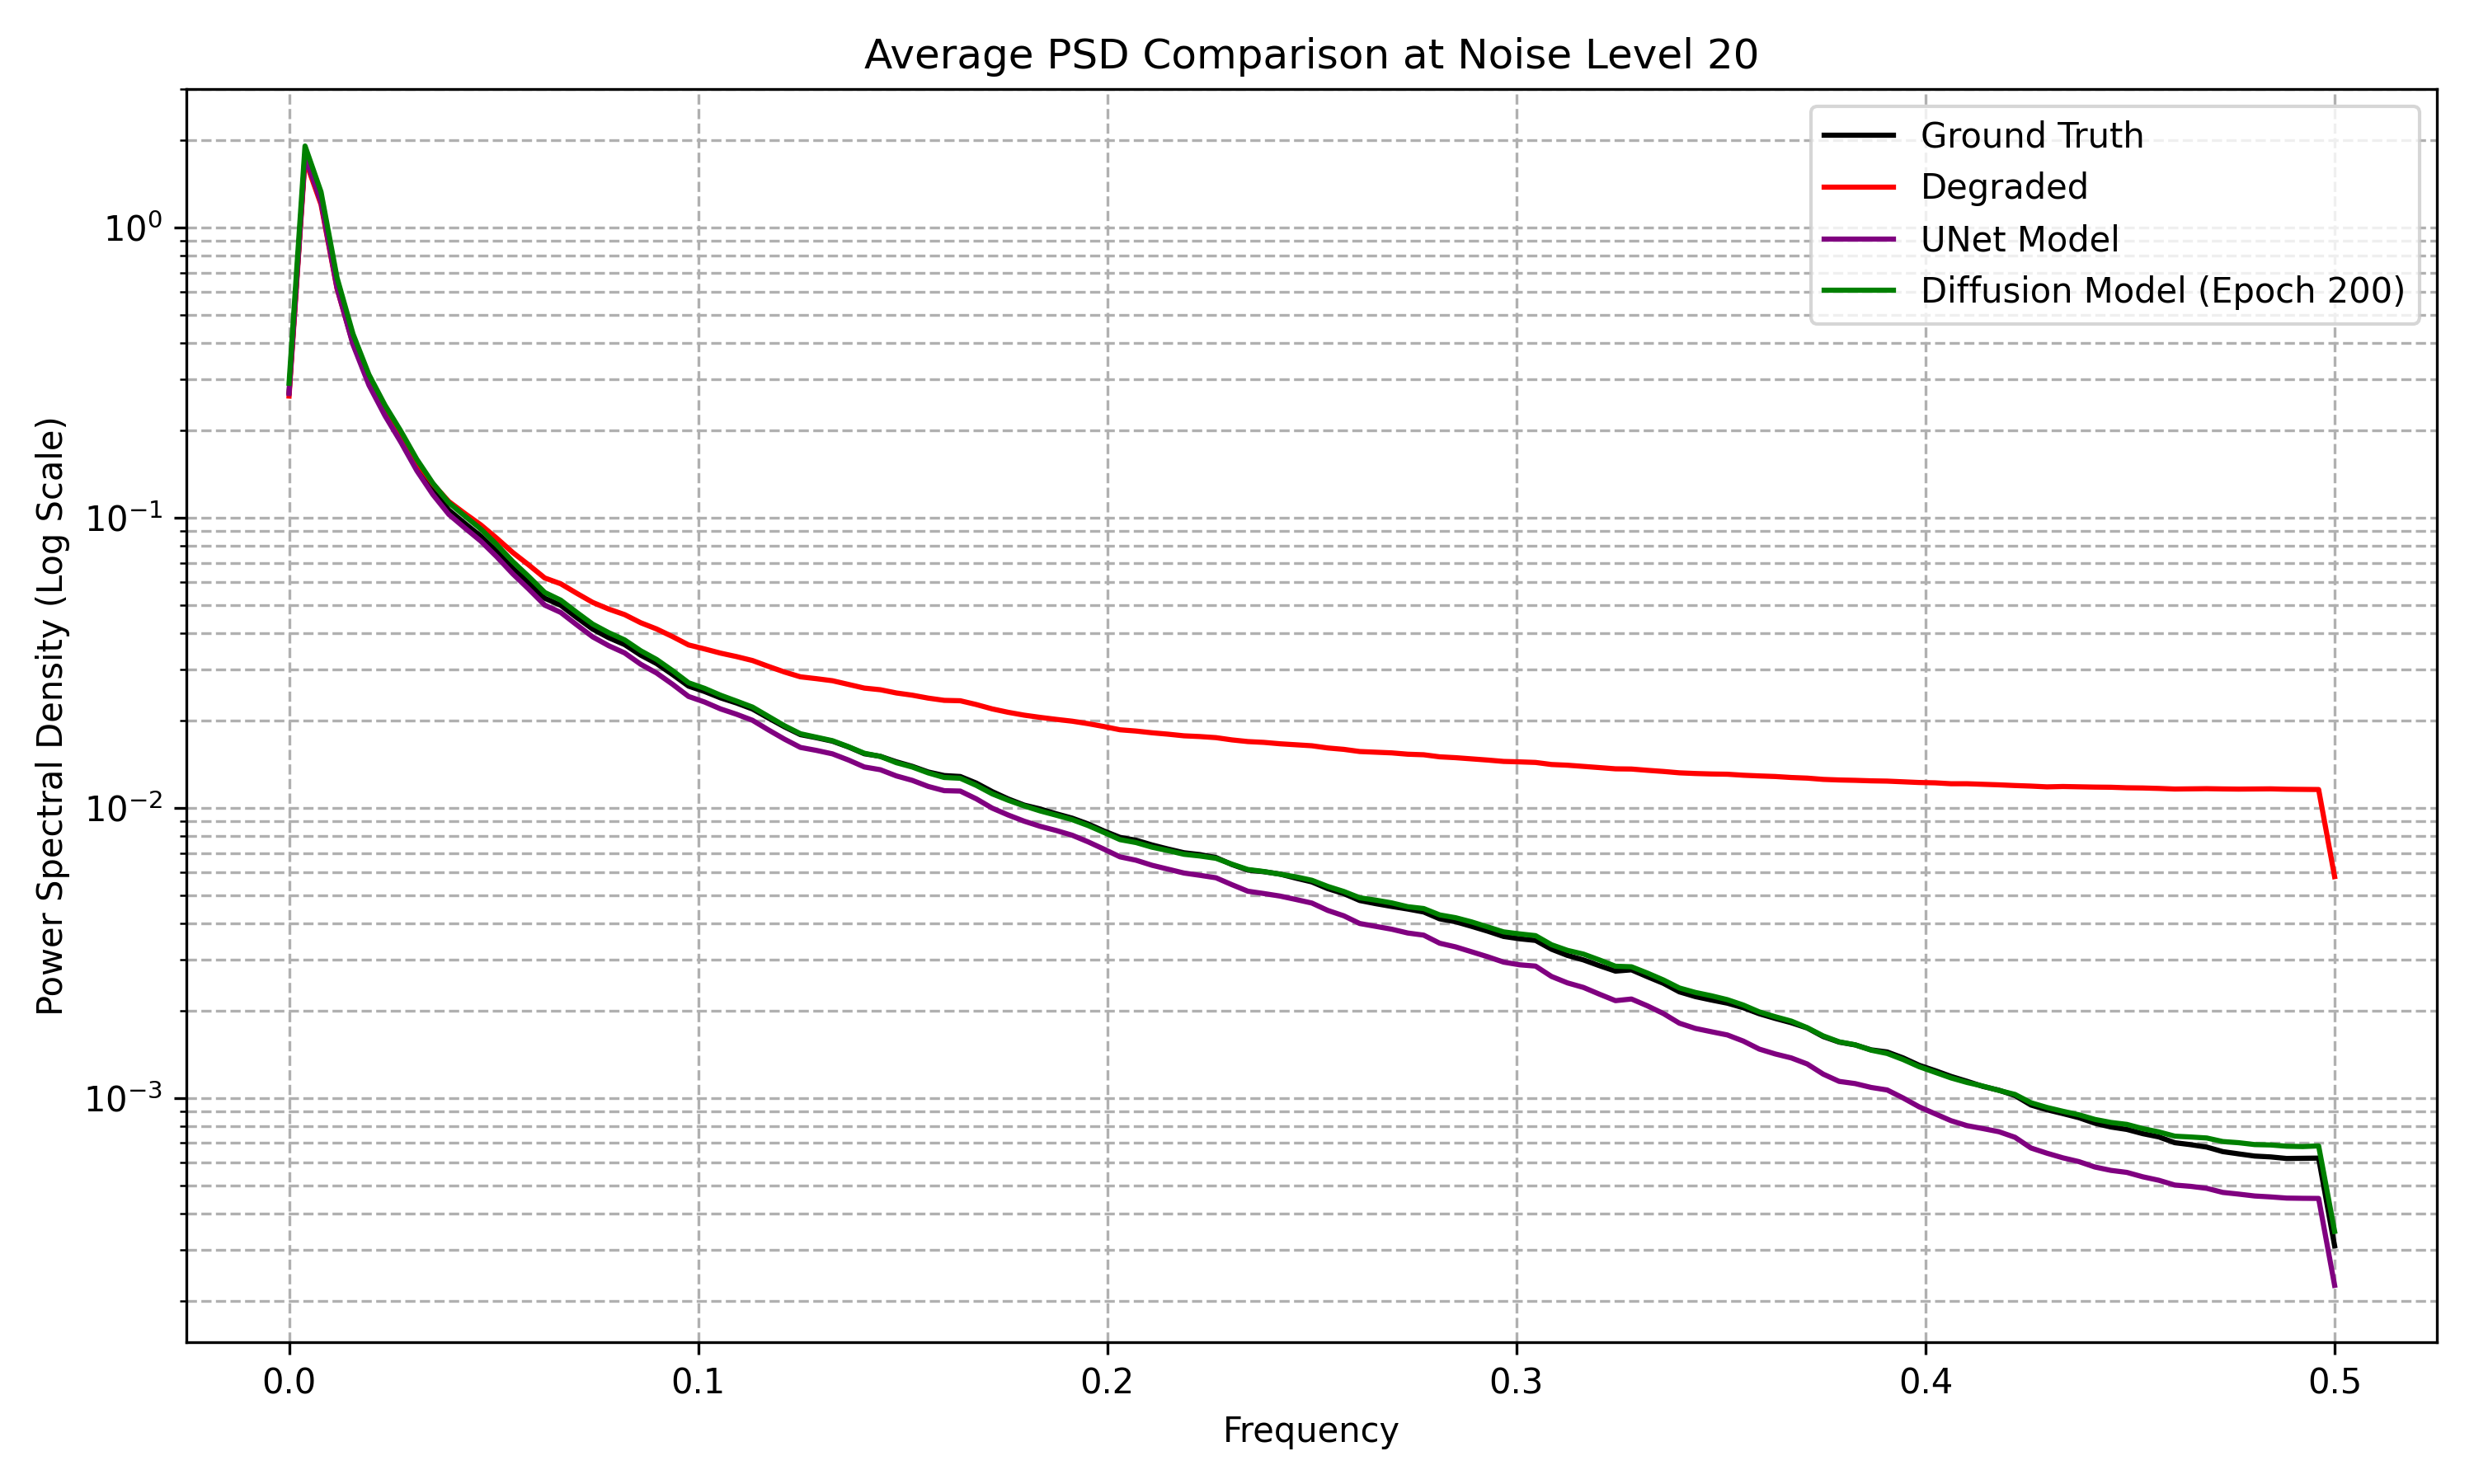 Average PSD Comparison at Noise Level 20
Ground Truth
Degraded
UNet Model
Diffusion Model (Epoch 200)
Power Spectral Density (Log Scale)
10⁰
10⁻¹
10⁻²
10⁻³
0.0 0.1 0.2 0.3 0.4 0.5
Frequency